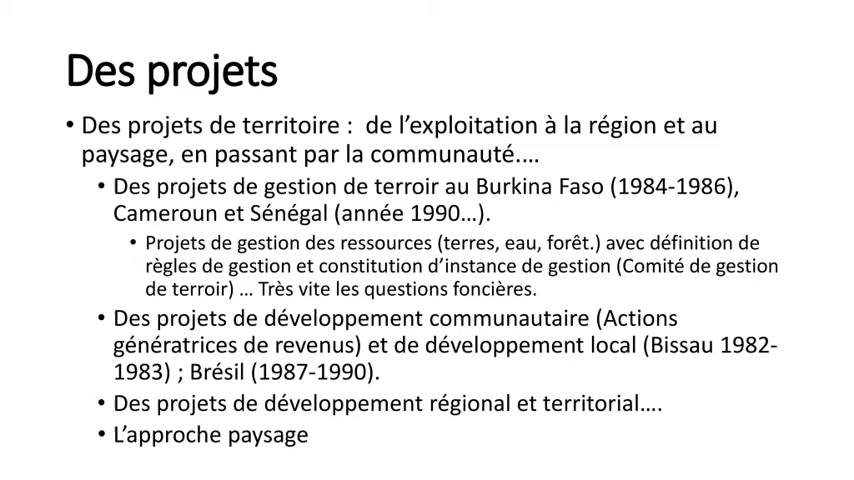 Des projets
• Des projets de territoire :  de l’exploitation à la région et au
paysage, en passant par la communauté....
• Des projets de gestion de terroir au Burkina Faso (1984-1986),
Cameroun et Sénégal (année 1990…).
• Projets de gestion des ressources (terres, eau, forêt.) avec définition de
règles de gestion et constitution d’instance de gestion (Comité de gestion
de terroir) … Très vite les questions foncières.
• Des projets de développement communautaire (Actions
génératrices de revenus) et de développement local (Bissau 1982-
1983) ; Brésil (1987-1990).
• Des projets de développement régional et territorial….
• L’approche paysage